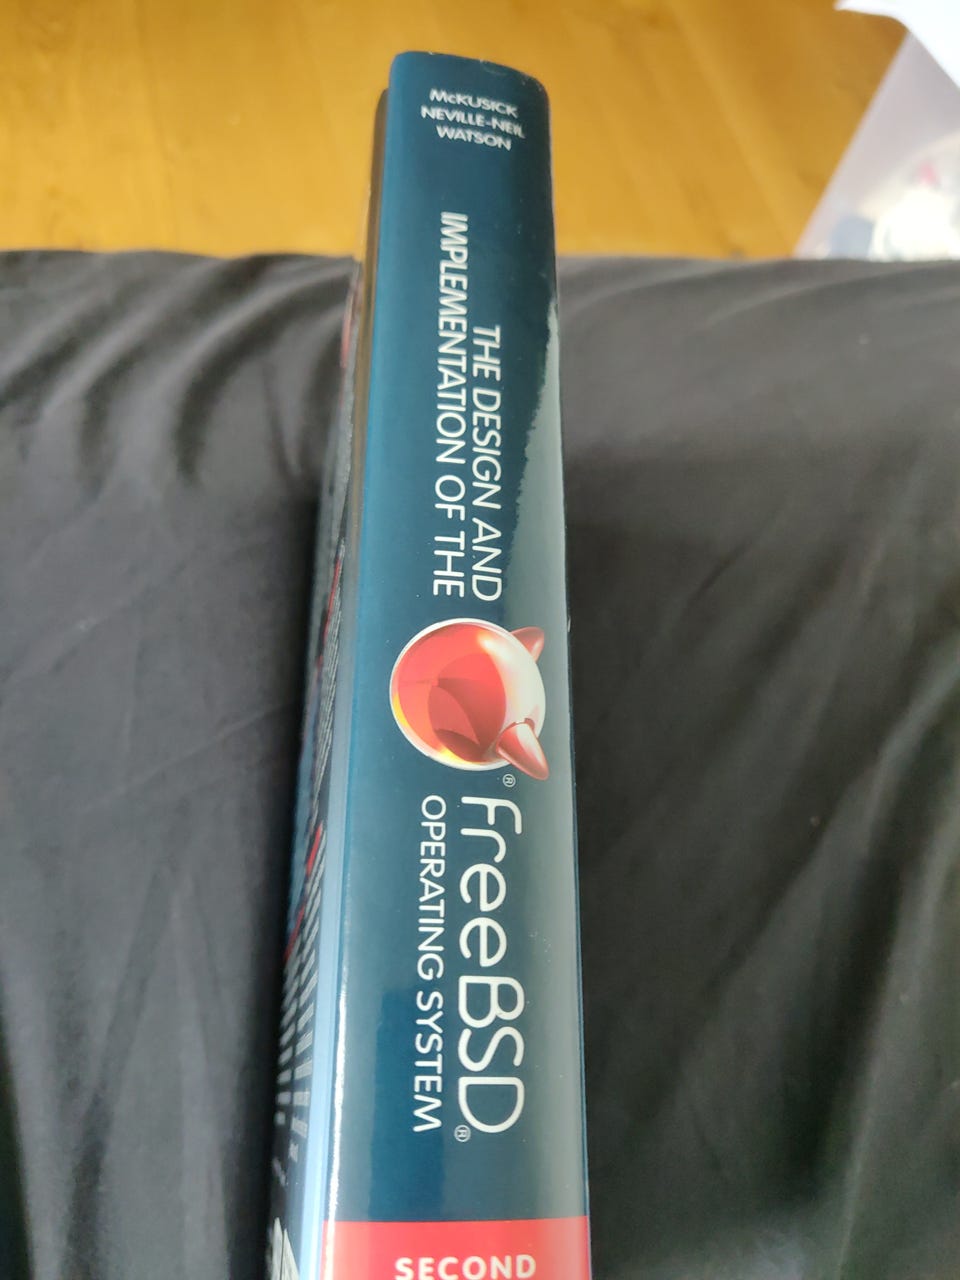 McKUSICK
NEVILLE-NEIL
WATSON
THE DESIGN AND
IMPLEMENTATION OF THE
®
FreeBSD®
OPERATING SYSTEM
SECOND